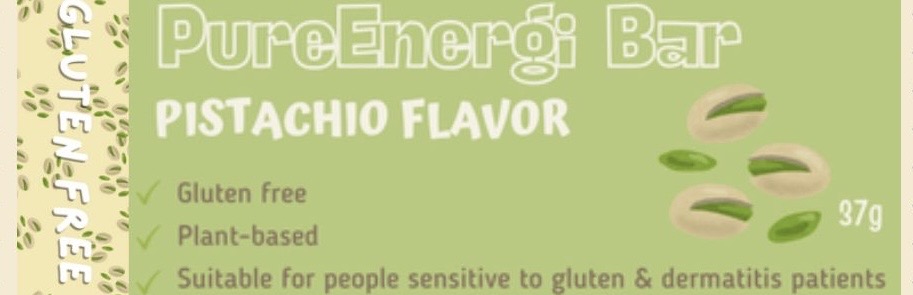 GLUTEN FREE
PureEnergi Bar
PISTACHIO FLAVOR
Gluten free
Plant-based
37g
Suitable for people sensitive to gluten & dermatitis patients